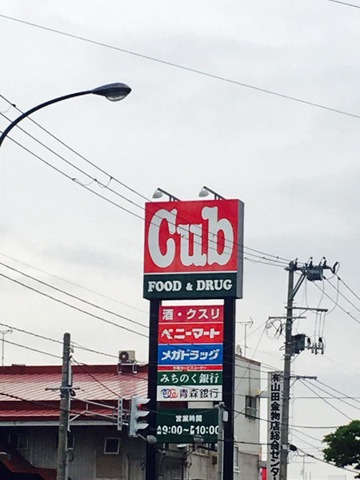 Cub
FOOD & DRUG
酒・クスリ
ベニーマート
メガドラッグ
みちのく銀行
青森銀行
営業時間
9:00-10:00